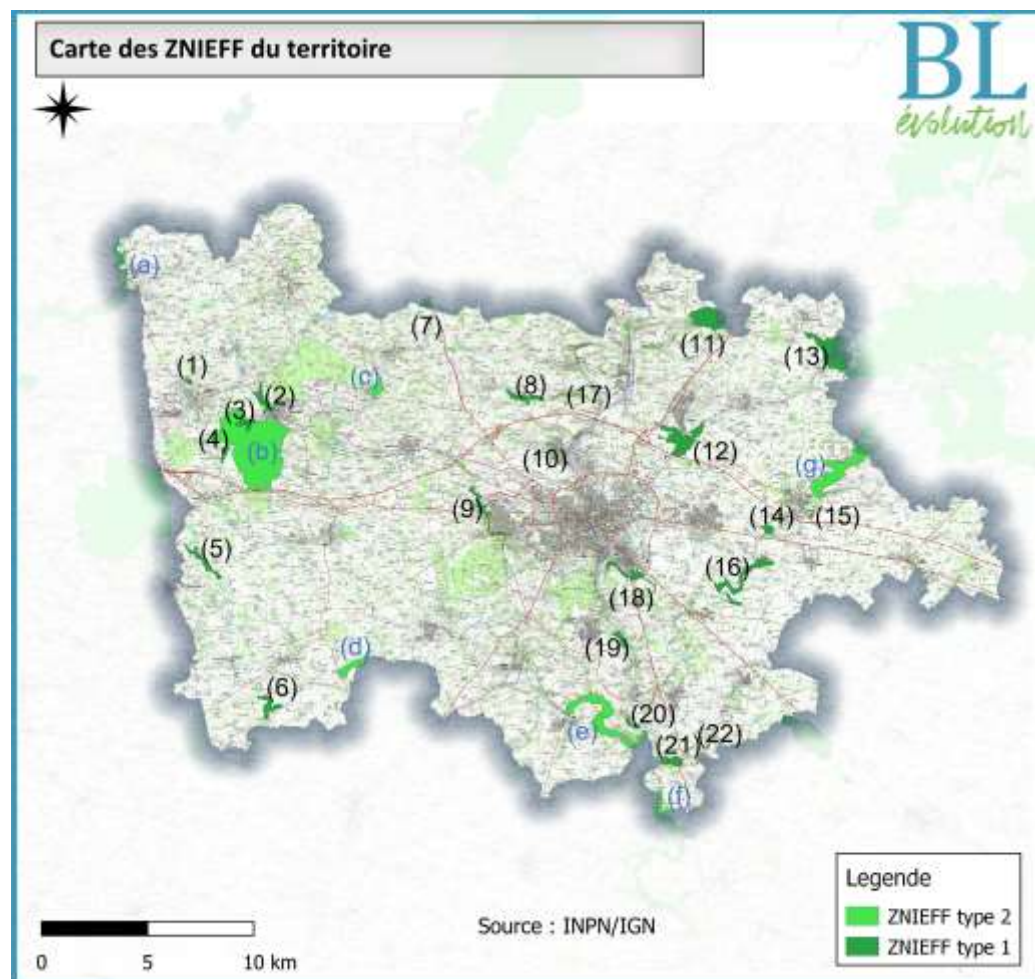 Carte des ZNIEFF du territoire
BL
évolution
(a)
(7)
(11)
(13)
(1)
(c)
(8)
(17)
(2)
(3)
(4)
(b)
(10)
(12)
(g)
(9)
(14)
(15)
(5)
(16)
(18)
(d)
(19)
(6)
(20)
(e)
(21)
(22)
(f)
Legende
ZNIEFF type 2
ZNIEFF type 1
Source : INPN/IGN
0 5 10 km